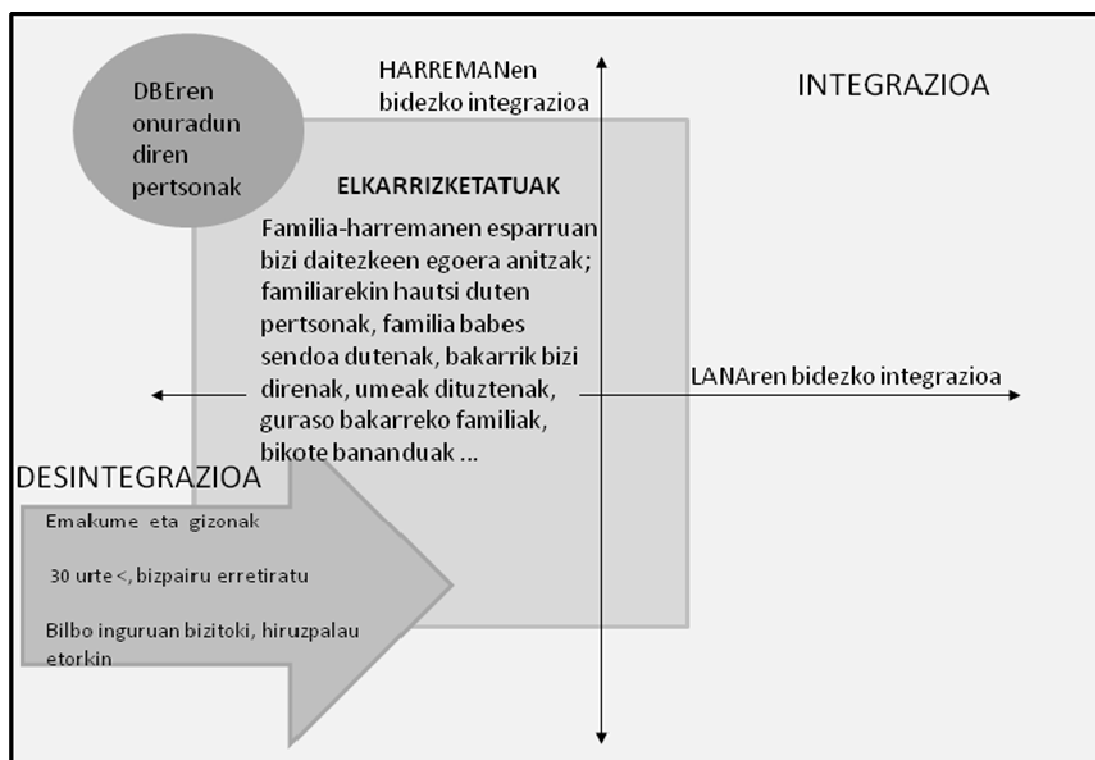 DBEren
onuradun
diren
pertsonak
HARREMANen
bidezko integrazioa
INTEGRAZIOA
ELKARRIZKETATUAK
Familia-harremanen esparruan
bizi daitezkeen egoera anitzak;
familiarekin hautsi duten
pertsonak, familia babes
sendoa dutenak, bakarrik bizi
direnak, umeak dituztenak,
guraso bakarreko familiak,
bikote bananduak ...
LANAren bidezko integrazioa
DESINTEGRAZIOA
Emakume eta gizonak
30 urte <, bizpairu erretiratu
Bilbo inguruan bizitoki, hiruzpalau
etorkin